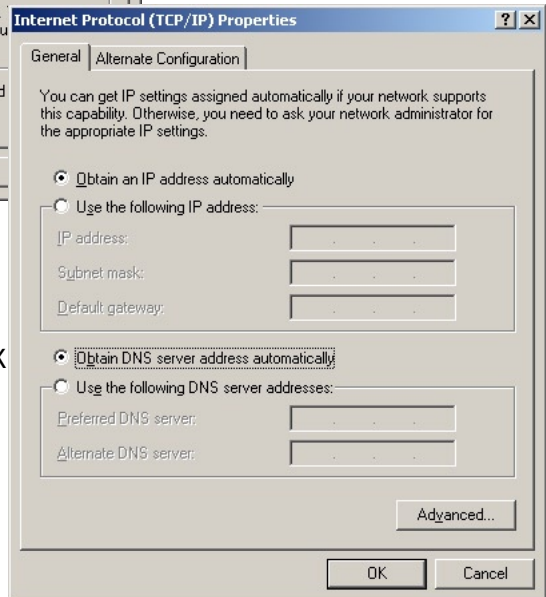 Internet Protocol (TCP/IP) Properties
General
Alternate Configuration
You can get IP settings assigned automatically if your network supports
this capability. Otherwise, you need to ask your network administrator for
the appropriate IP settings.
Obtain an IP address automatically
Use the following IP address:
IP address:
Subnet mask:
Default gateway:
Obtain DNS server address automatically
Use the following DNS server addresses:
Preferred DNS server:
Alternate DNS server:
Advanced...
OK
Cancel